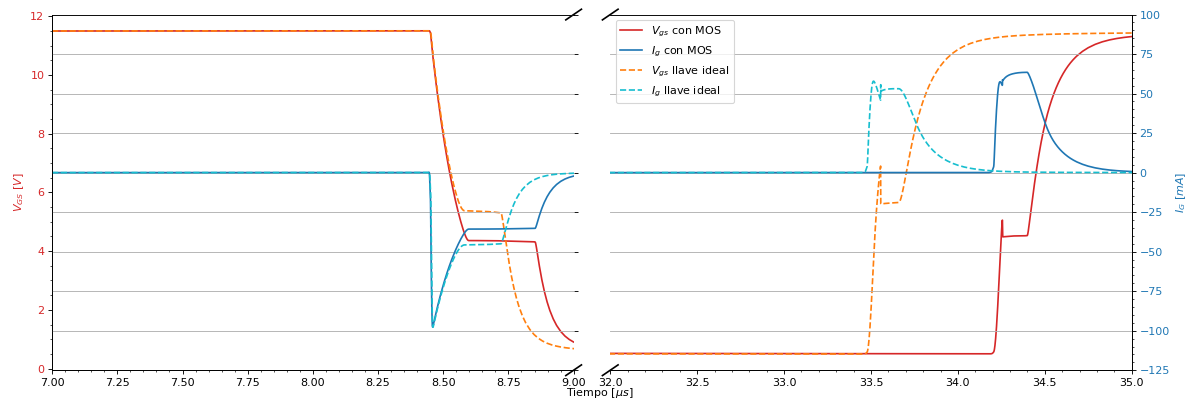 12
10
8
6
4
2
0
V_GS [V]
7.00 7.25 7.50 7.75 8.00 8.25 8.50 8.75 9.00
Tiempo [μs]
V_gs con MOS
I_g con MOS
V_gs llave ideal
I_g llave ideal
32.0 32.5 33.0 33.5 34.0 34.5 35.0
100
75
50
25
0
−25
−50
−75
−100
−125
I_G [mA]